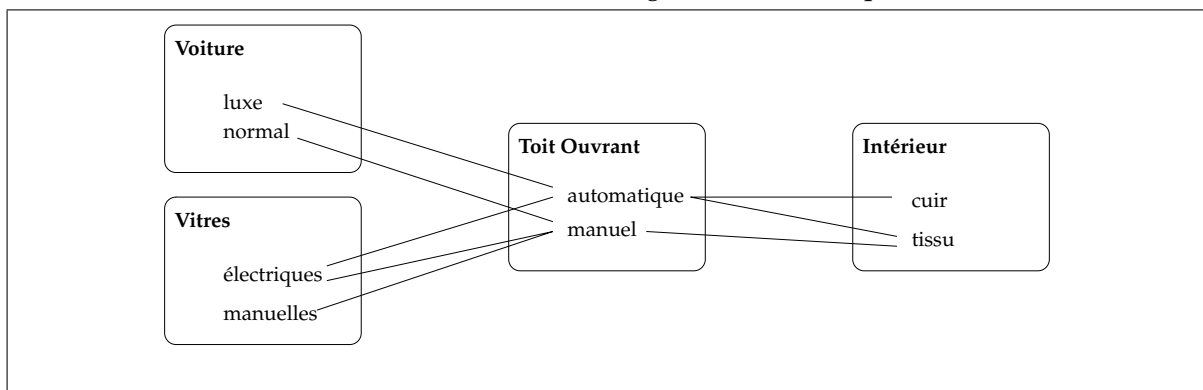 Voiture
luxe
normal
Vitres
électriques
manuelles
Toit Ouvrant
automatique
manuel
Intérieur
cuir
tissu